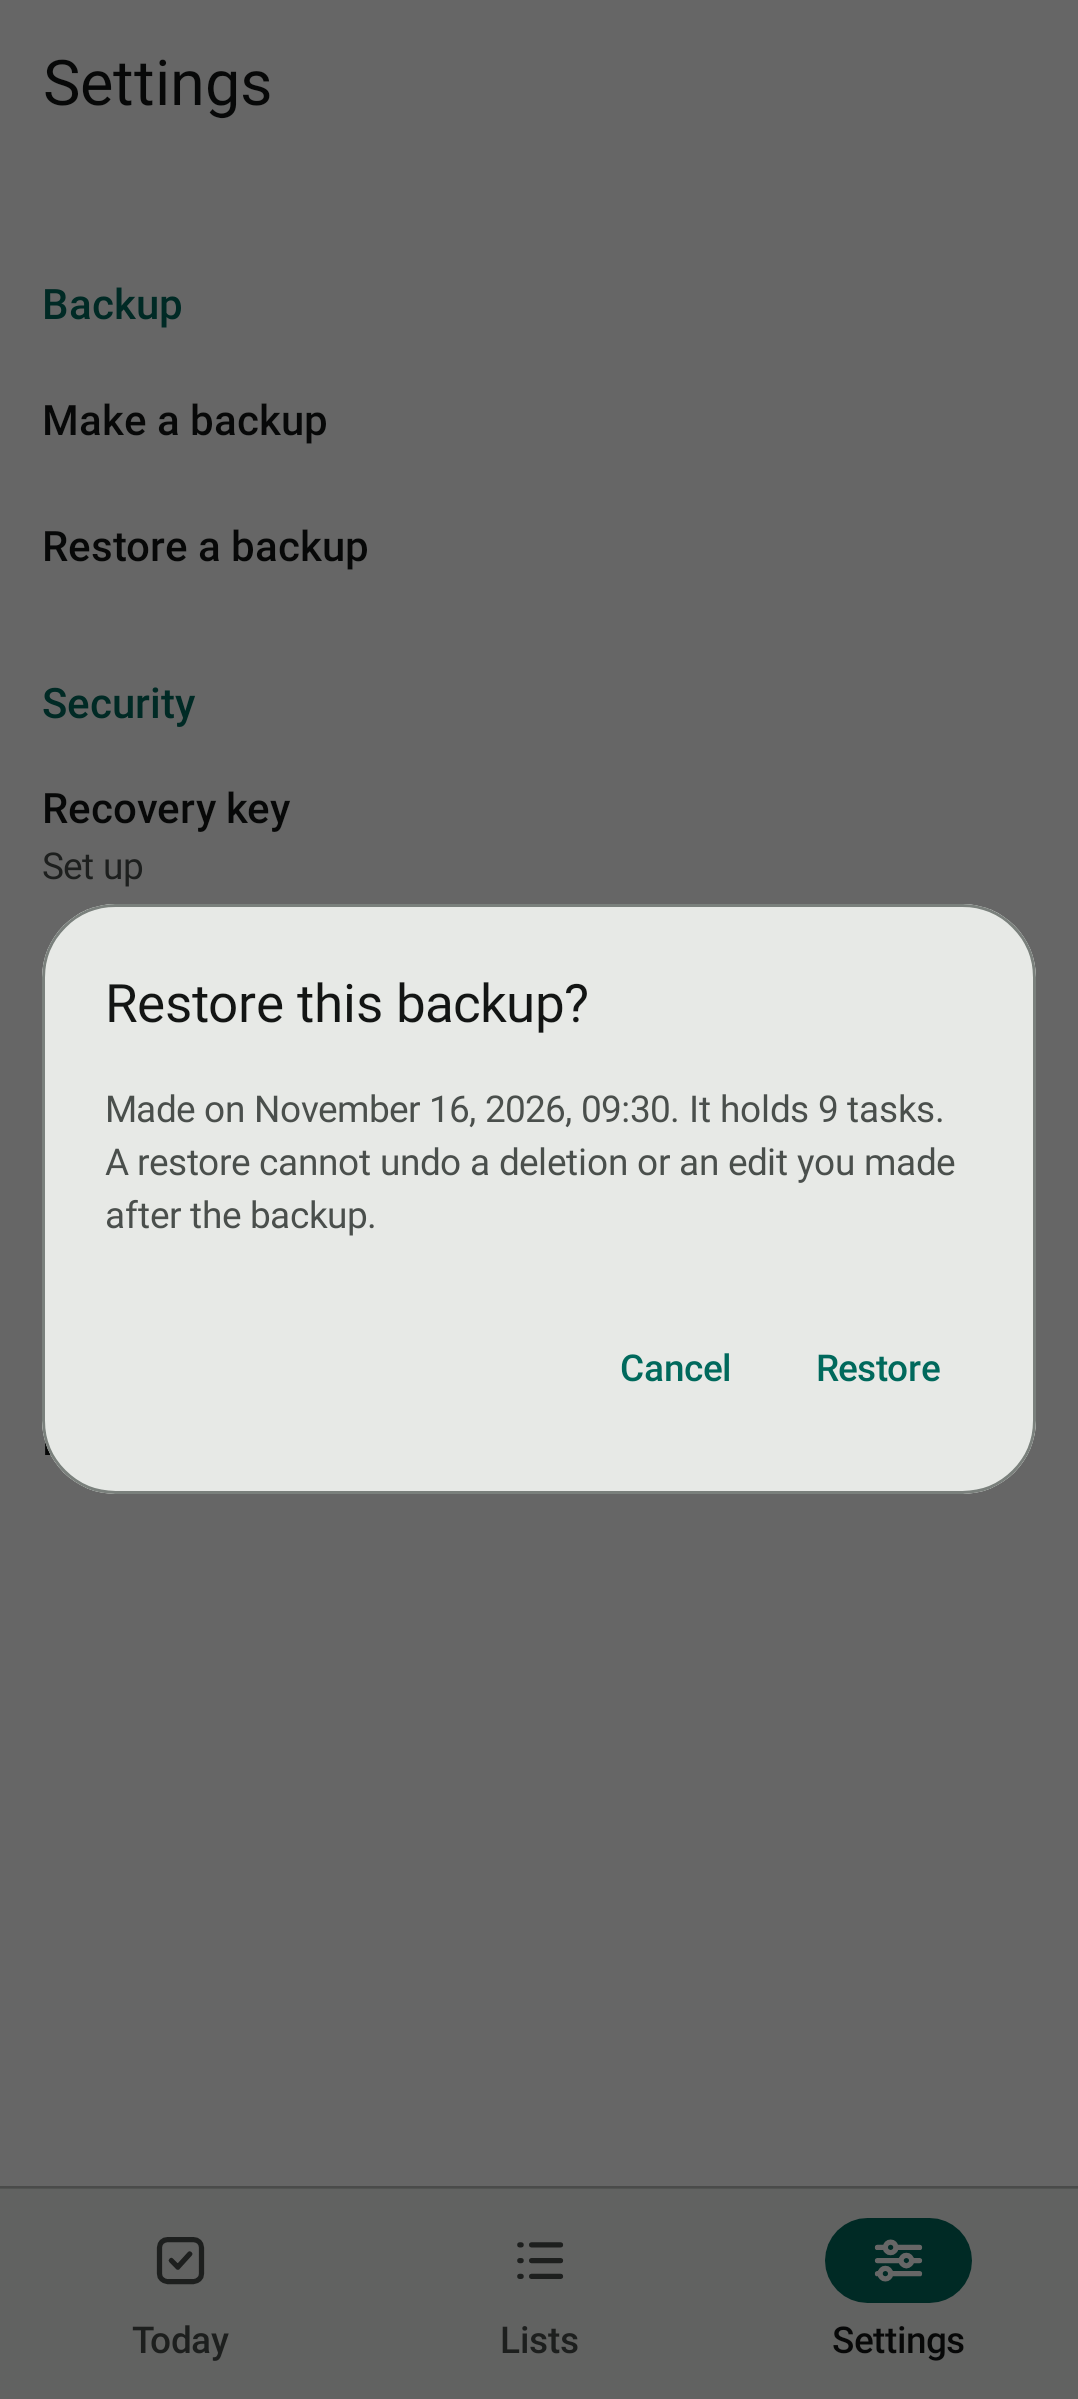 Settings
Backup
Make a backup
Restore a backup
Security
Recovery key
Set up
Restore this backup?
Made on November 16, 2026, 09:30. It holds 9 tasks.
A restore cannot undo a deletion or an edit you made
after the backup.
Cancel
Restore
Today
Lists
Settings